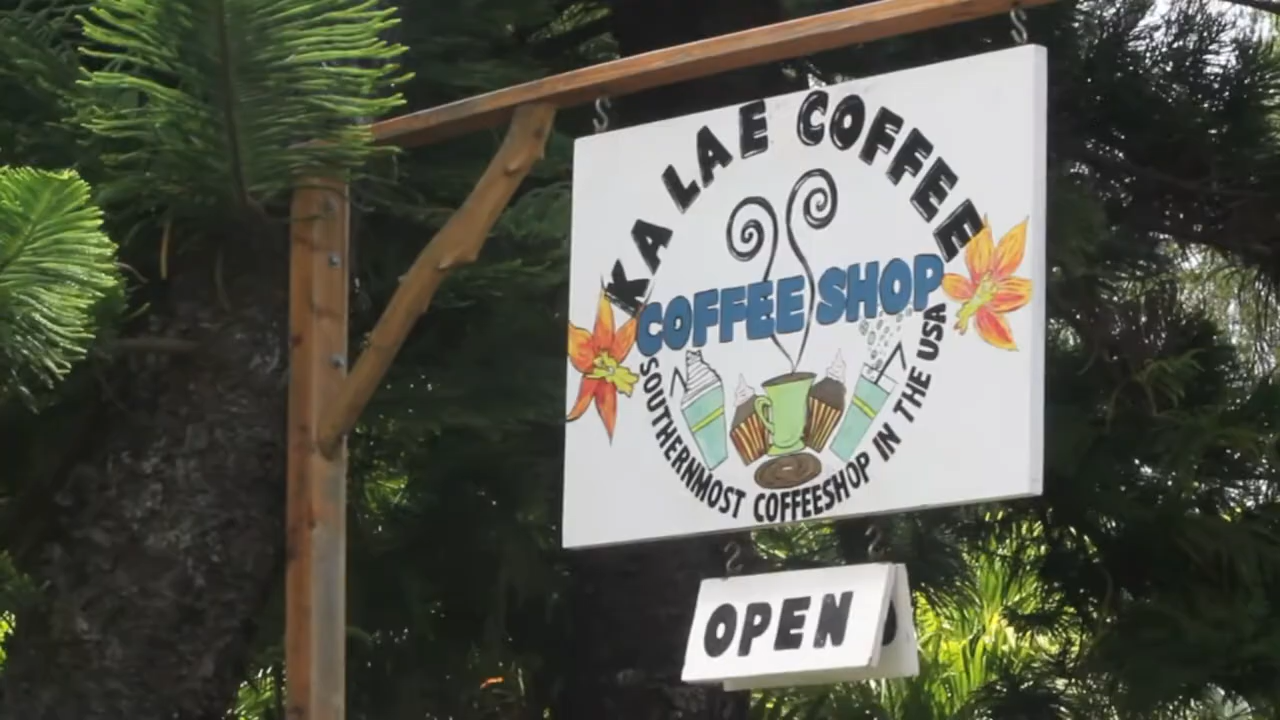 KA LAE COFFEE
COFFEE SHOP
SOUTHERNMOST COFFEESHOP IN THE USA
OPEN